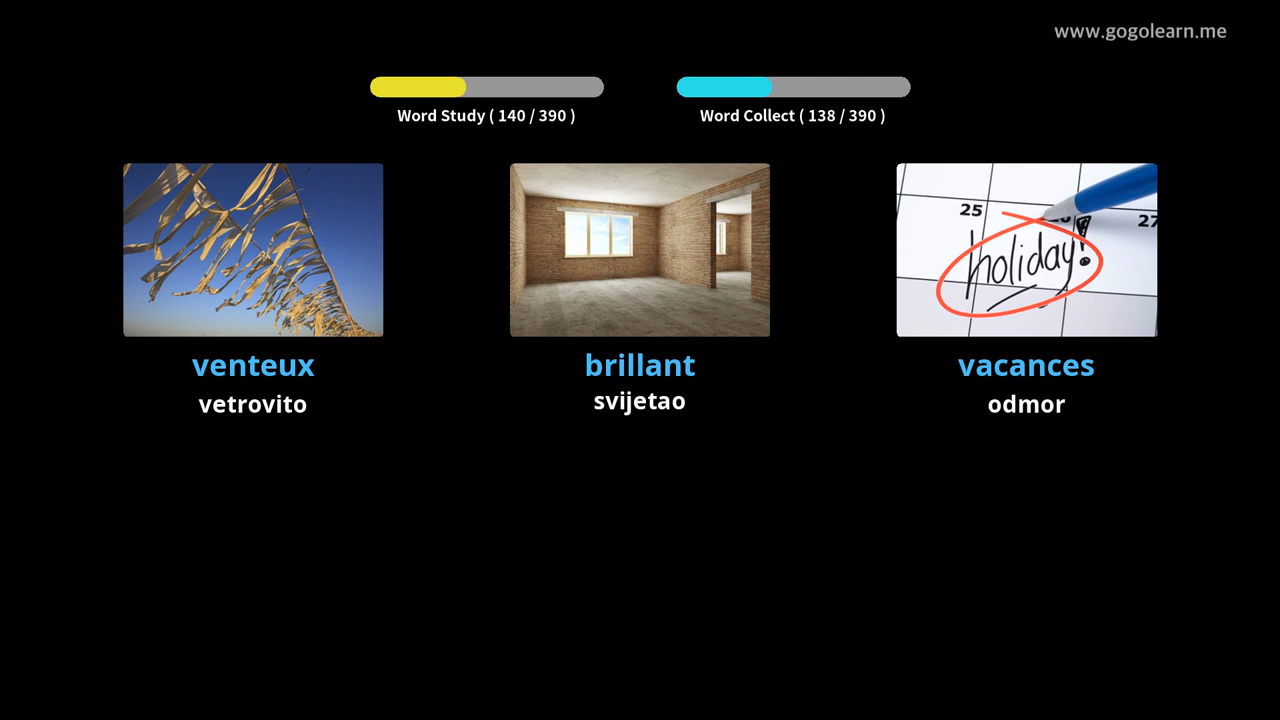 www.gogolearn.me
Word Study ( 140 / 390 )
Word Collect ( 138 / 390 )
25
27
holiday!
venteux
brillant
vacances
vetrovito
svijetao
odmor